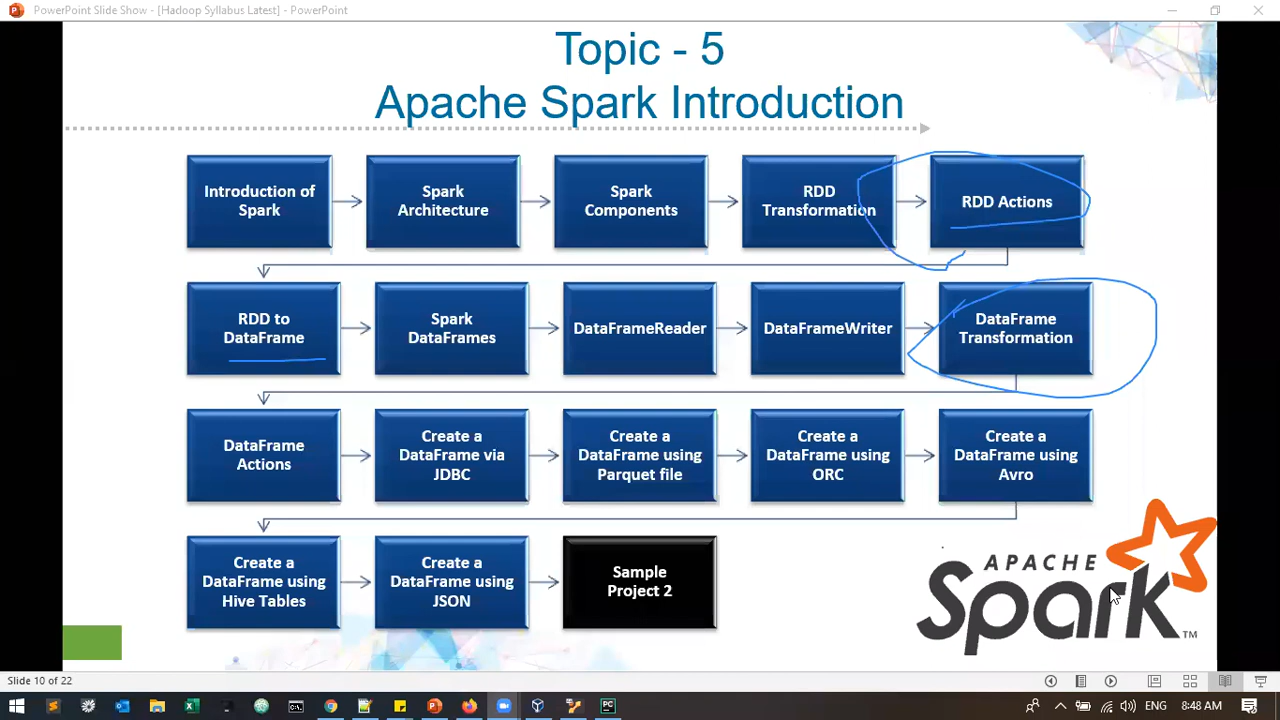 PowerPoint Slide Show - [Hadoop Syllabus Latest] - PowerPoint
Topic - 5
Apache Spark Introduction
Introduction of
Spark
Spark
Architecture
Spark
Components
RDD
Transformation
RDD Actions
RDD to
DataFrame
Spark
DataFrames
DataFrameReader
DataFrameWriter
DataFrame
Transformation
DataFrame
Actions
Create a
DataFrame via
JDBC
Create a
DataFrame using
Parquet file
Create a
DataFrame using
ORC
Create a
DataFrame using
Avro
Create a
DataFrame using
Hive Tables
Create a
DataFrame using
JSON
Sample
Project 2
APACHE
Spark™
Slide 10 of 22
ENG
8:48 AM